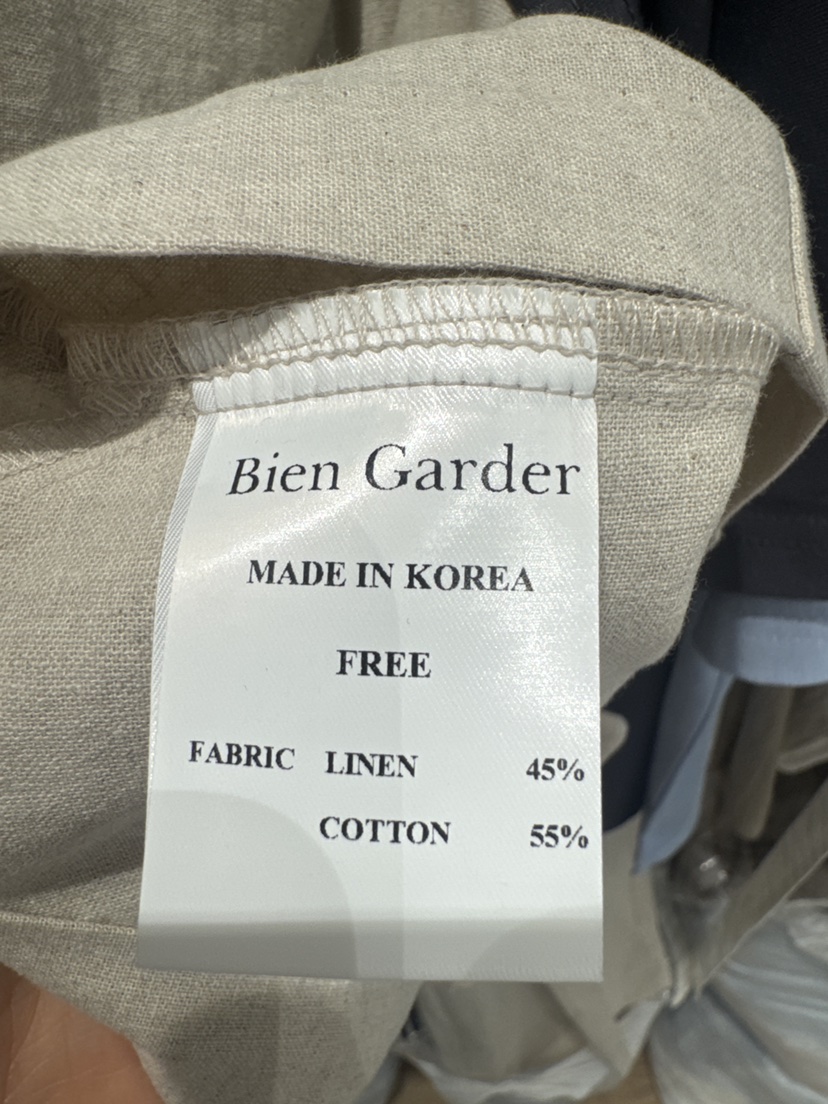 Bien Garder
MADE IN KOREA
FREE
FABRIC LINEN 45%
COTTON 55%